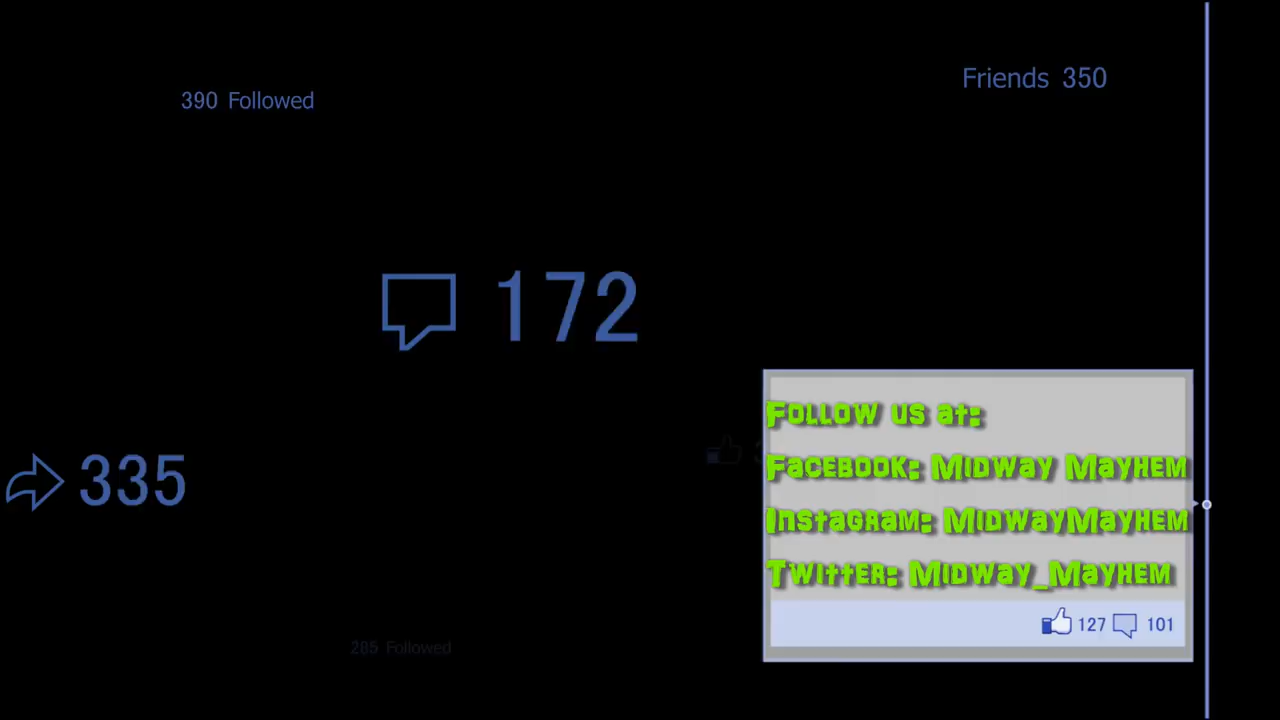 Friends 350
390 Followed
172
Follow us at:
Facebook: Midway Mayhem
Instagram: MidwayMayhem
Twitter: Midway_Mayhem
335
127 101
285 Followed